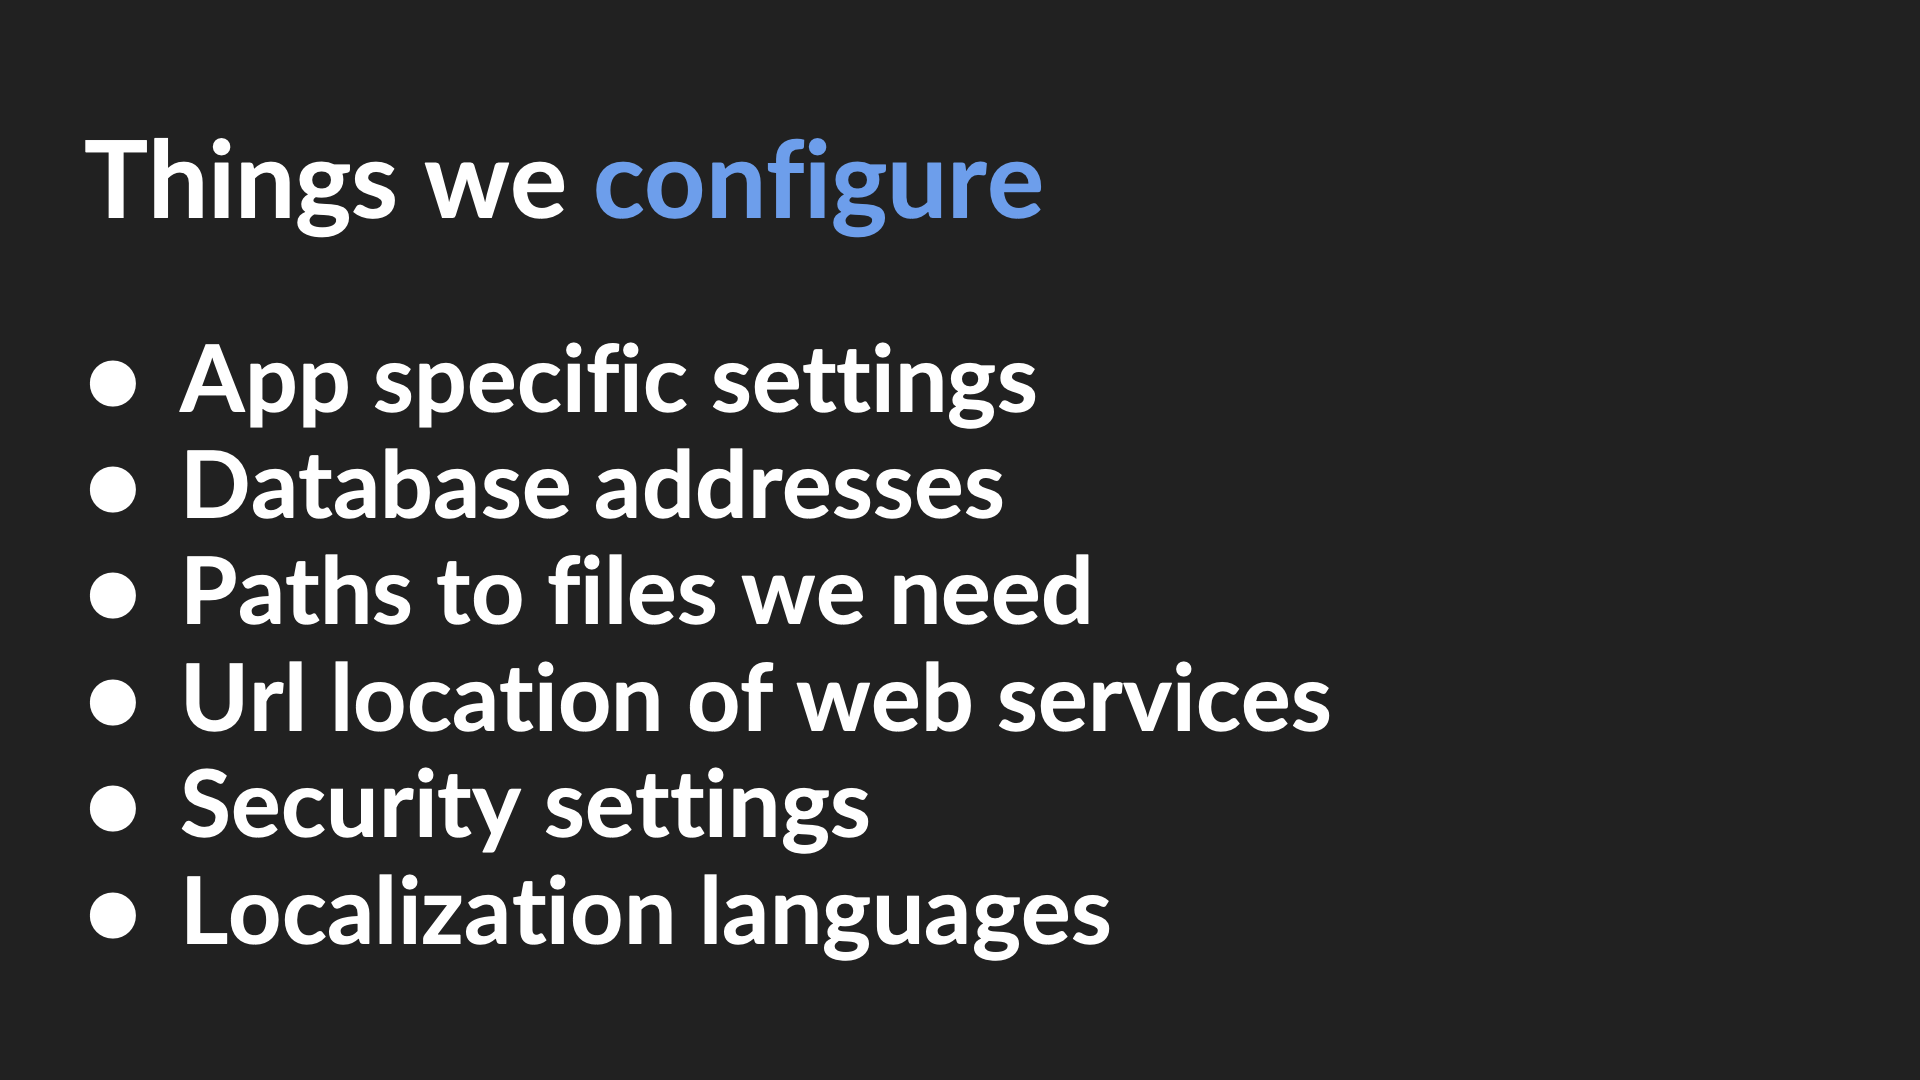 Things we configure
● App specific settings
● Database addresses
● Paths to files we need
● Url location of web services
● Security settings
● Localization languages